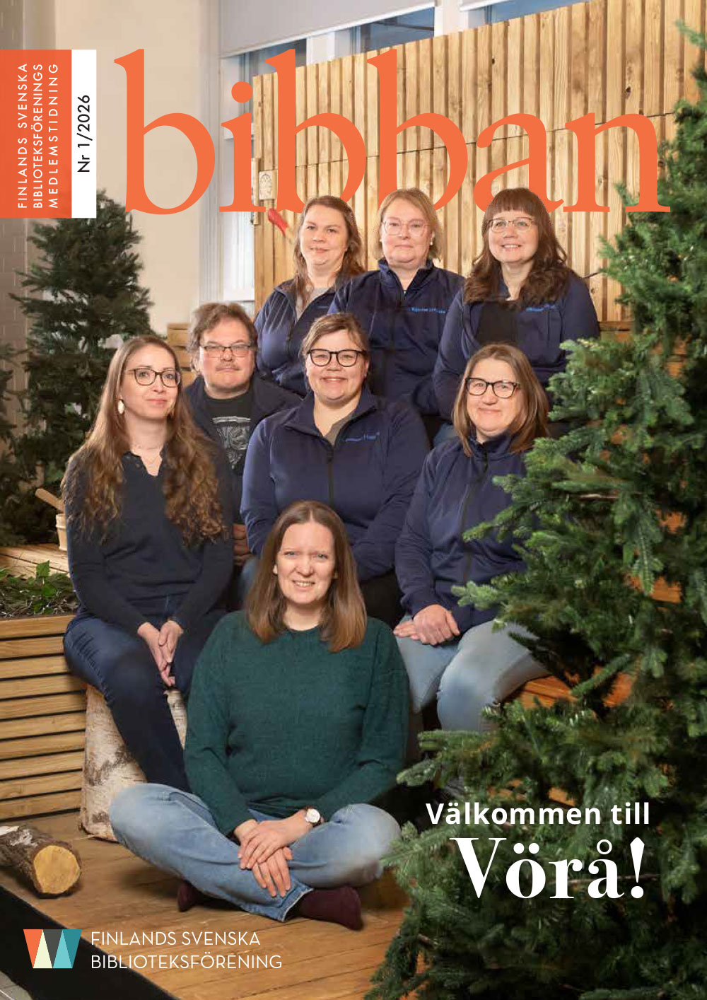 FINLANDS SVENSKA
BIBLIOTEKSFÖRENINGS
MEDLEMSTIDNING
Nr 1/2026
bibban
Välkommen till
Vörå!
FINLANDS SVENSKA
BIBLIOTEKSFÖRENING